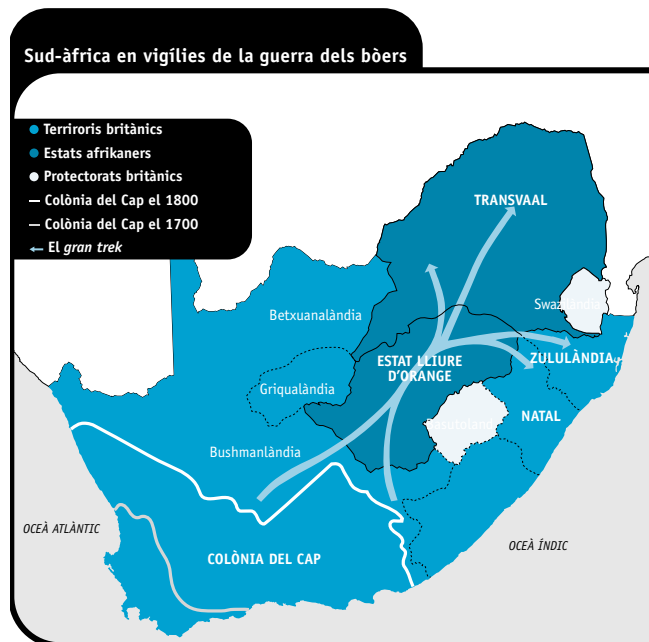 Sud-àfrica en vigílies de la guerra dels bòers
Terriroris britànics
Estats afrikaners
Protectorats britànics
Colònia del Cap el 1800
Colònia del Cap el 1700
El gran trek
TRANSVAAL
Swazilàndia
Betxuanalàndia
ESTAT LLIURE
D'ORANGE
ZULULÀNDIA
Griqualàndia
Basutoland
NATAL
Bushmanlàndia
OCEÀ ATLÀNTIC
COLÒNIA DEL CAP
OCEÀ ÍNDIC